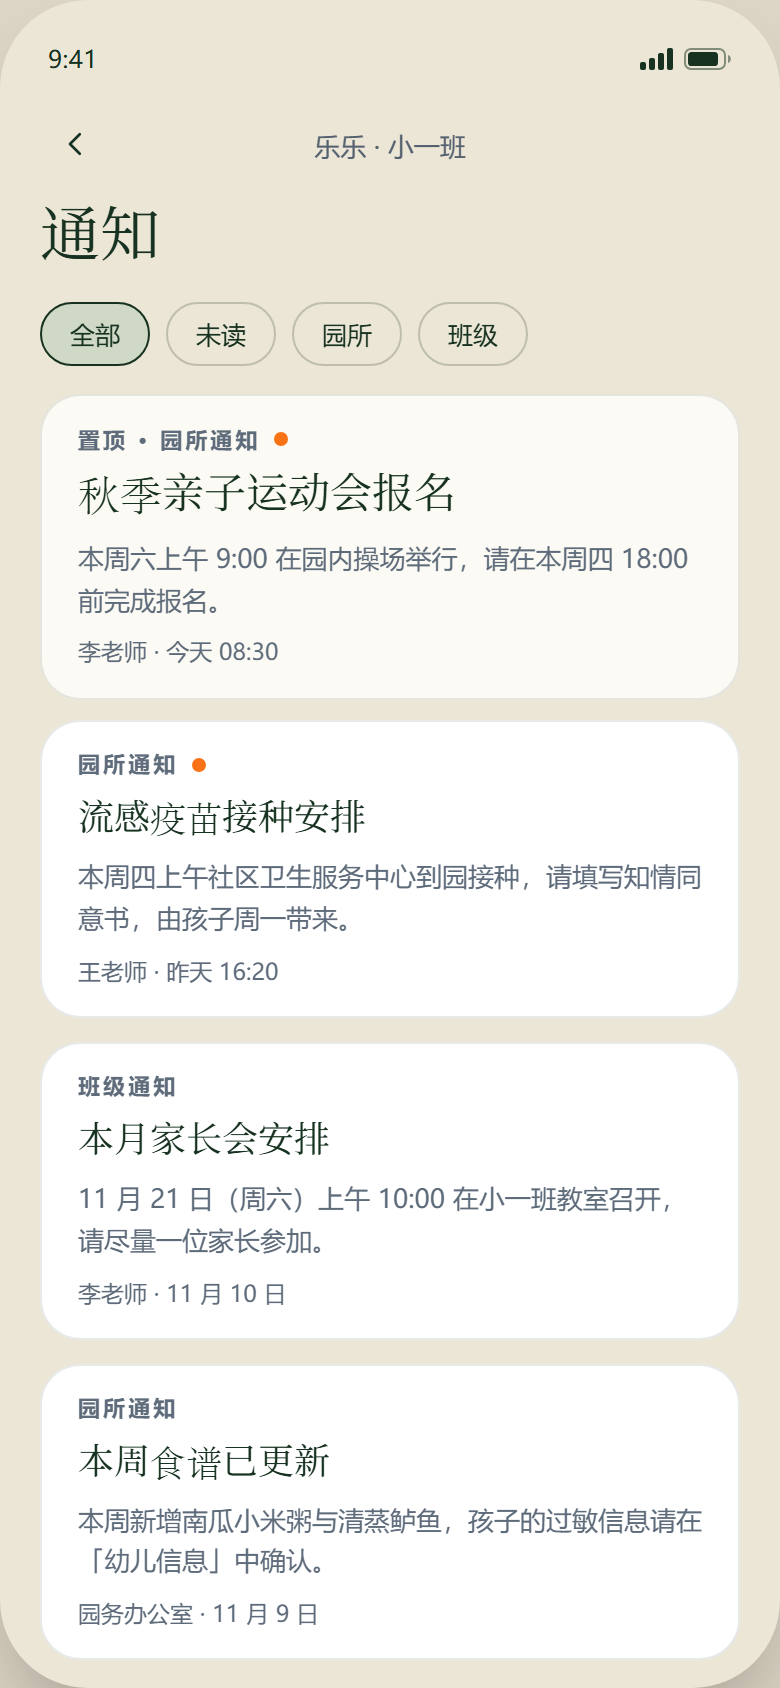 9:41
乐乐 · 小一班
通知
全部
未读
园所
班级
置顶 · 园所通知
秋季亲子运动会报名
本周六上午 9:00 在园内操场举行，请在本周四 18:00
前完成报名。
李老师 · 今天 08:30
园所通知
流感疫苗接种安排
本周四上午社区卫生服务中心到园接种，请填写知情同
意书，由孩子周一带来。
王老师 · 昨天 16:20
班级通知
本月家长会安排
11 月 21 日（周六）上午 10:00 在小一班教室召开，
请尽量一位家长参加。
李老师 · 11 月 10 日
园所通知
本周食谱已更新
本周新增南瓜小米粥与清蒸鲈鱼，孩子的过敏信息请在
「幼儿信息」中确认。
园务办公室 · 11 月 9 日